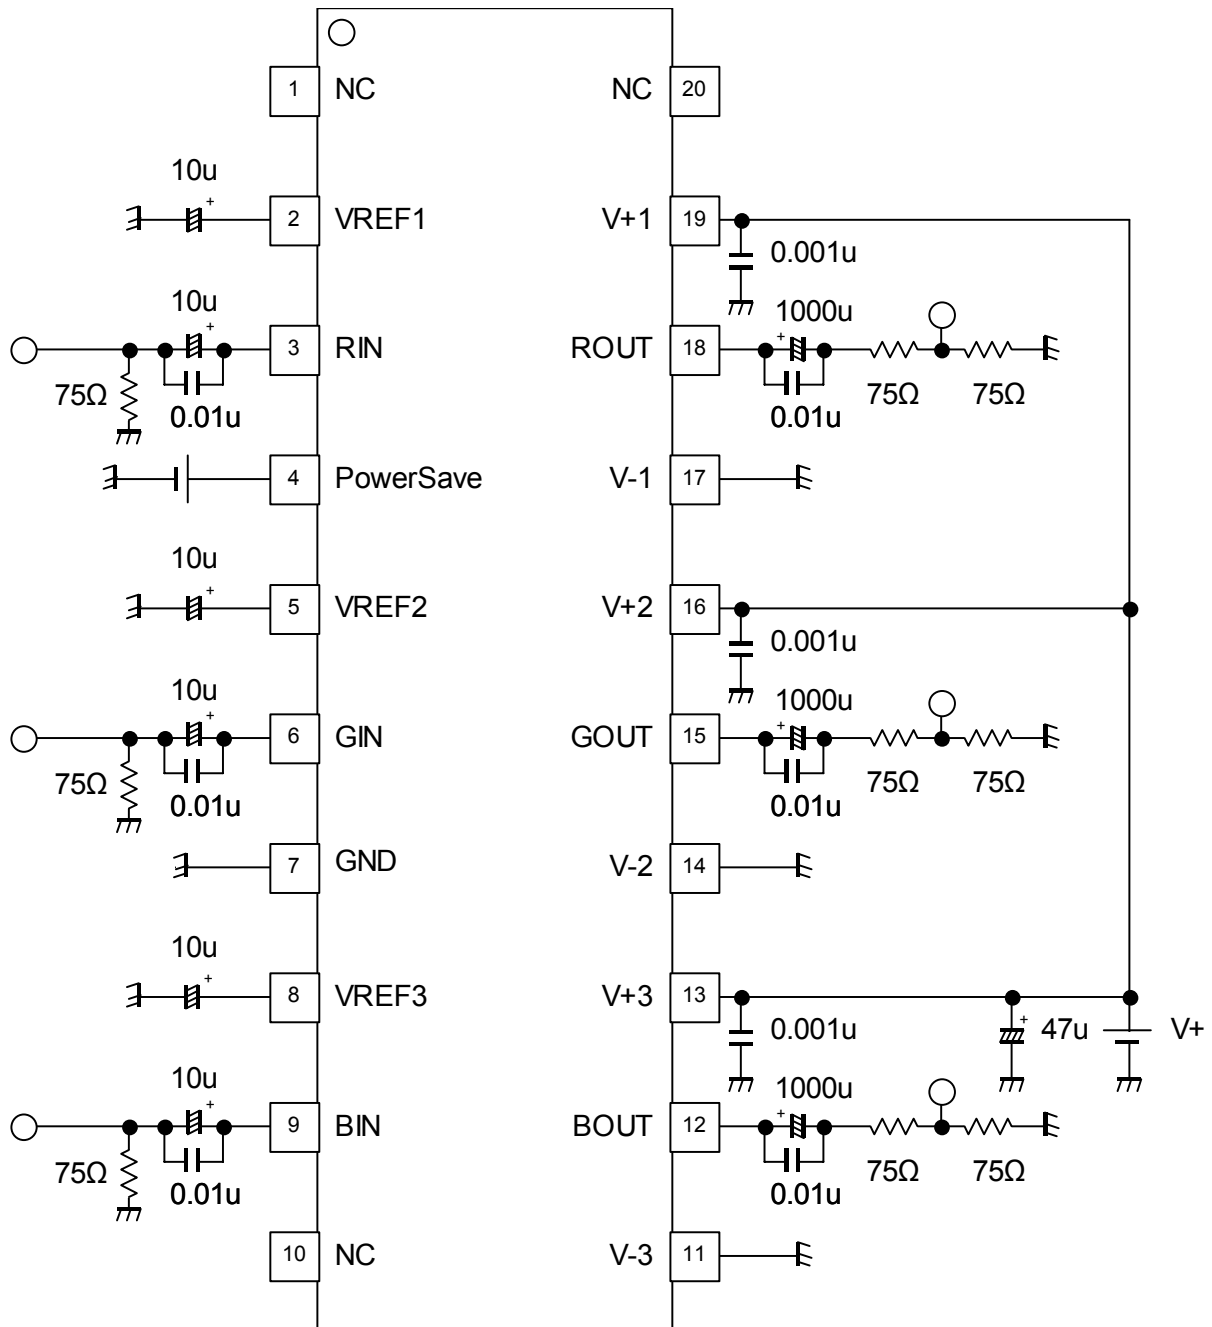 1 NC NC 20
10u
2 VREF1 V+1 19
0.001u
10u 1000u
+ +
3 RIN ROUT 18
75Ω 0.01u 0.01u 75Ω 75Ω
4 PowerSave V-1 17
10u
+
5 VREF2 V+2 16
0.001u
10u 1000u
+ +
6 GIN GOUT 15
75Ω 0.01u 0.01u 75Ω 75Ω
7 GND V-2 14
10u
+
8 VREF3 V+3 13
0.001u + 47u V+
10u 1000u
+ +
9 BIN BOUT 12
75Ω 0.01u 0.01u 75Ω 75Ω
10 NC V-3 11